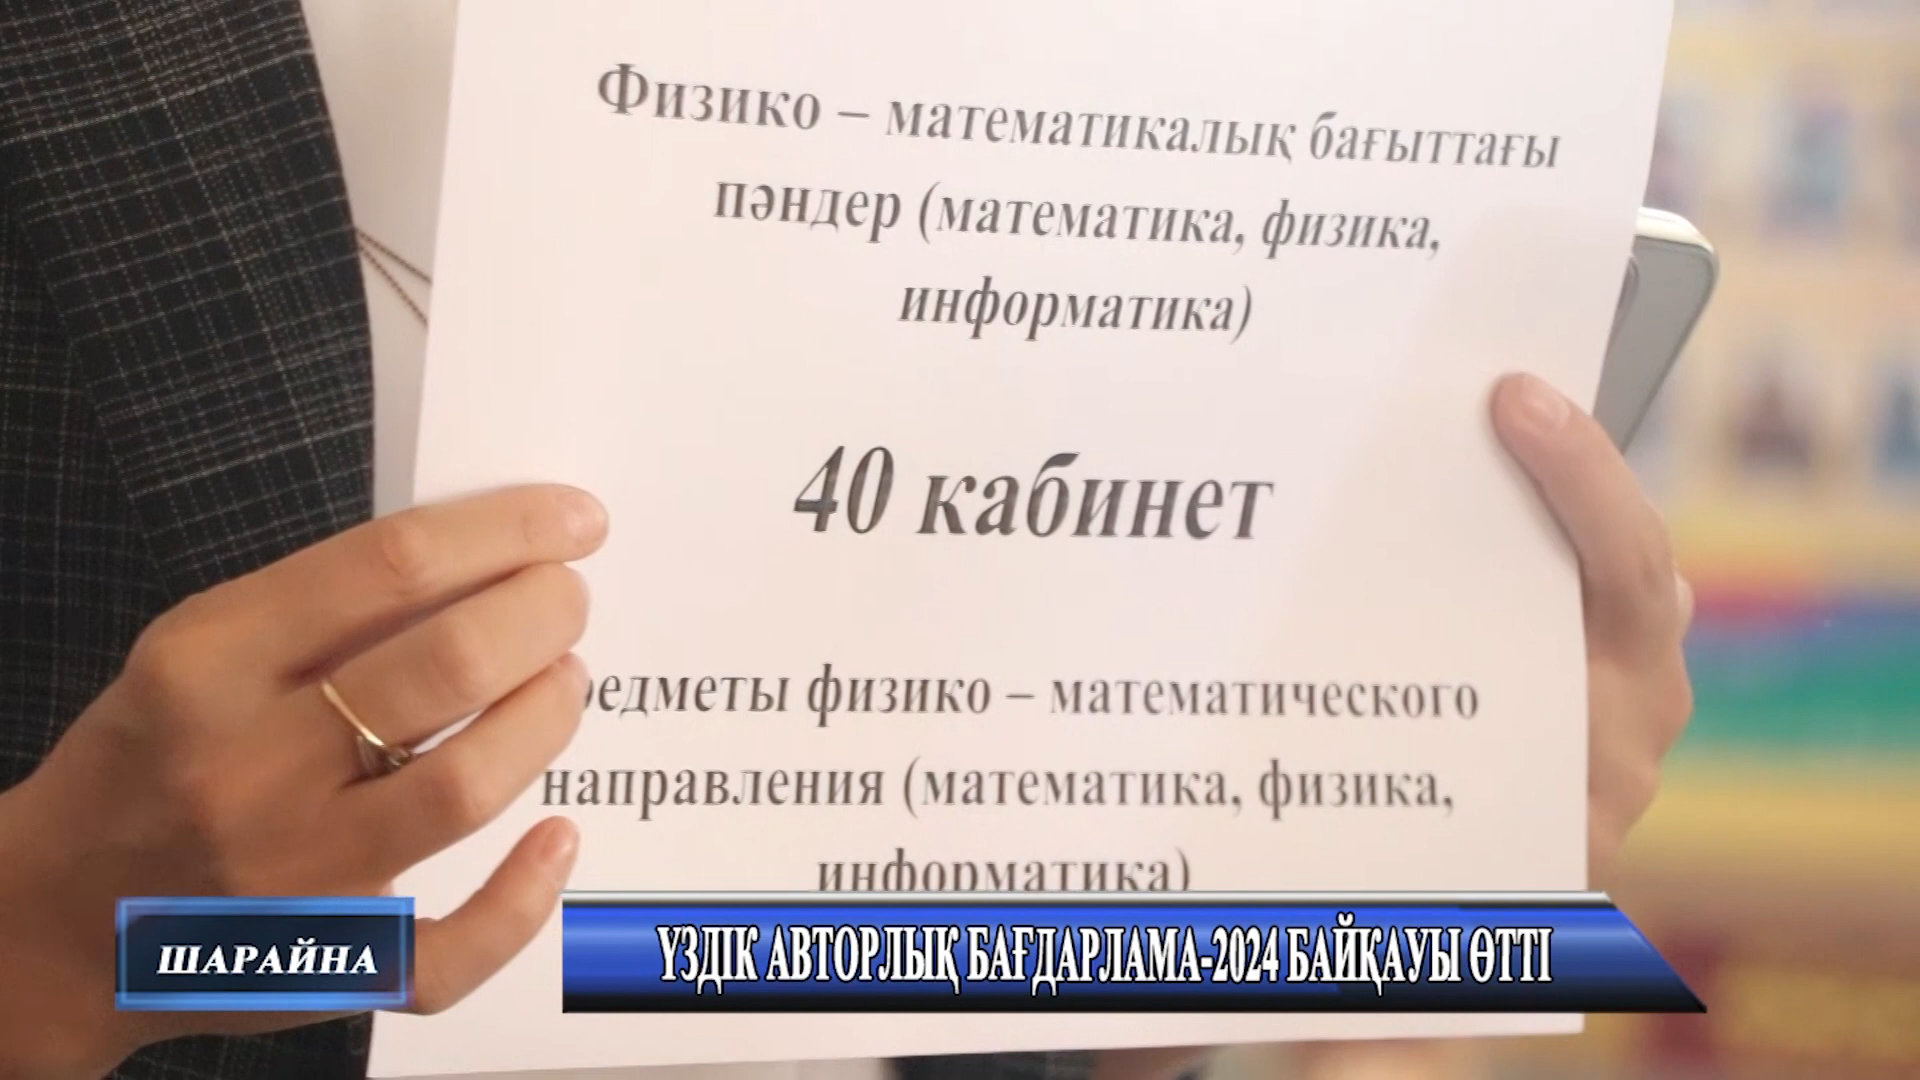 Физико – математикалық бағыттағы
пәндер (математика, физика,
информатика)
40 кабинет
физико – математического
направления (математика, физика,
информатика)
ШАРАЙНА
ҮЗДІК АВТОРЛЫҚ БАҒДАРЛАМА-2024 БАЙҚАУЫ ӨТТІ